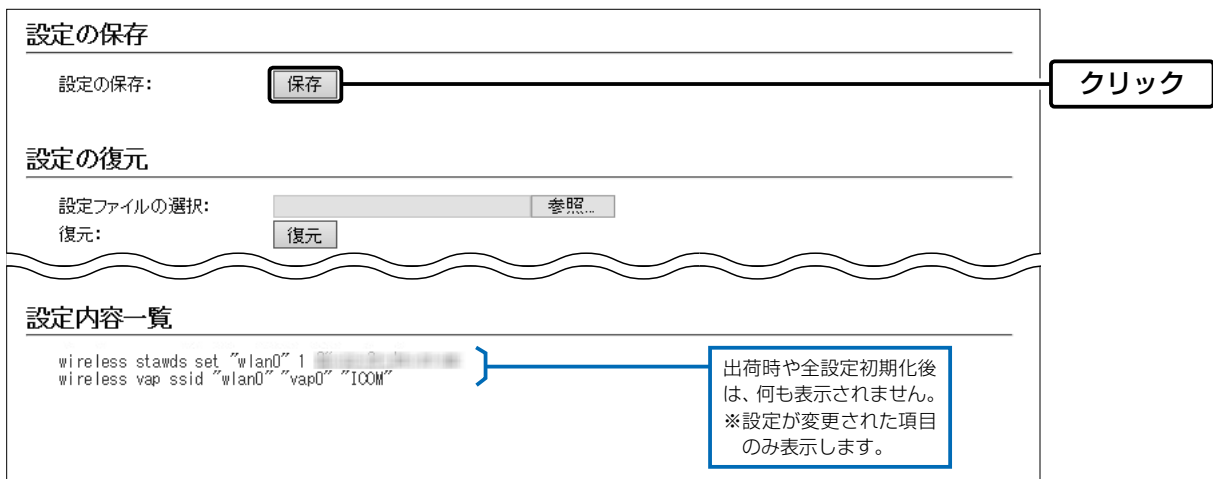 設定の保存
設定の保存: 保存
クリック
設定の復元
設定ファイルの選択: 参照...
復元: 復元
設定内容一覧
wireless stawds set "wlan0" 1
wireless vap ssid "wlan0" "vap0" "ICOM"
出荷時や全設定初期化後
は、何も表示されません。
※設定が変更された項目
のみ表示します。